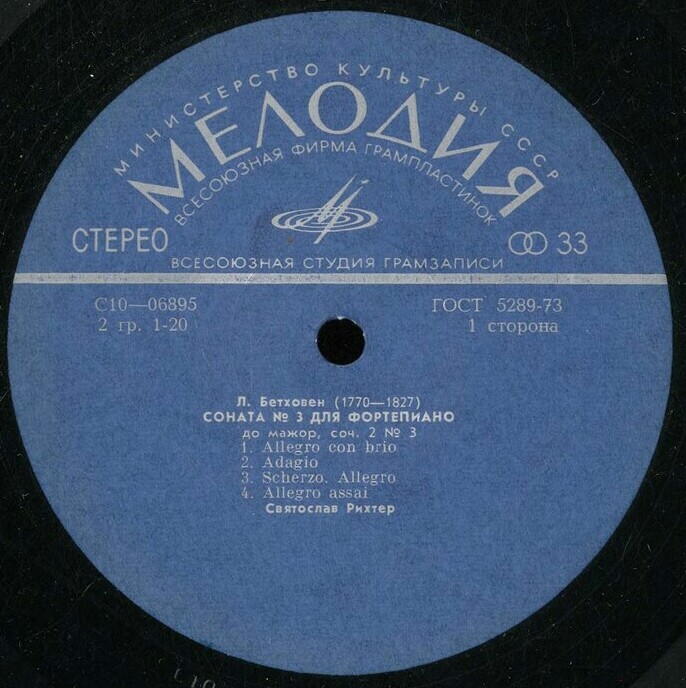 МИНИСТЕРСТВО КУЛЬТУРЫ СССР
МЕЛОДИЯ
ВСЕСОЮЗНАЯ ФИРМА ГРАМПЛАСТИНОК
СТЕРЕО
33
ВСЕСОЮЗНАЯ СТУДИЯ ГРАМЗАПИСИ
С10—06895
ГОСТ 5289-73
2 гр. 1-20
1 сторона
Л. Бетховен (1770—1827)
СОНАТА № 3 ДЛЯ ФОРТЕПИАНО
до мажор, соч. 2 № 3
1. Allegro con brio
2. Adagio
3. Scherzo. Allegro
4. Allegro assai
Святослав Рихтер